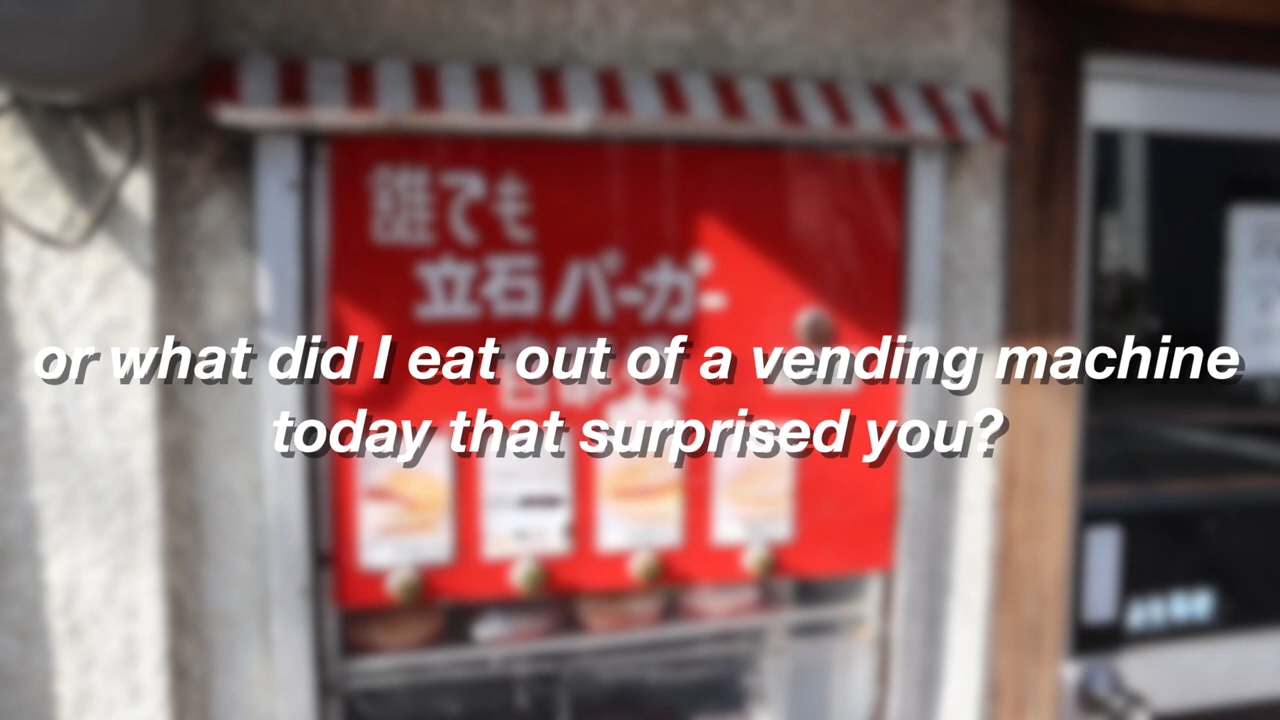 誰でも
立石バーガー
or what did I eat out of a vending machine
today that surprised you?